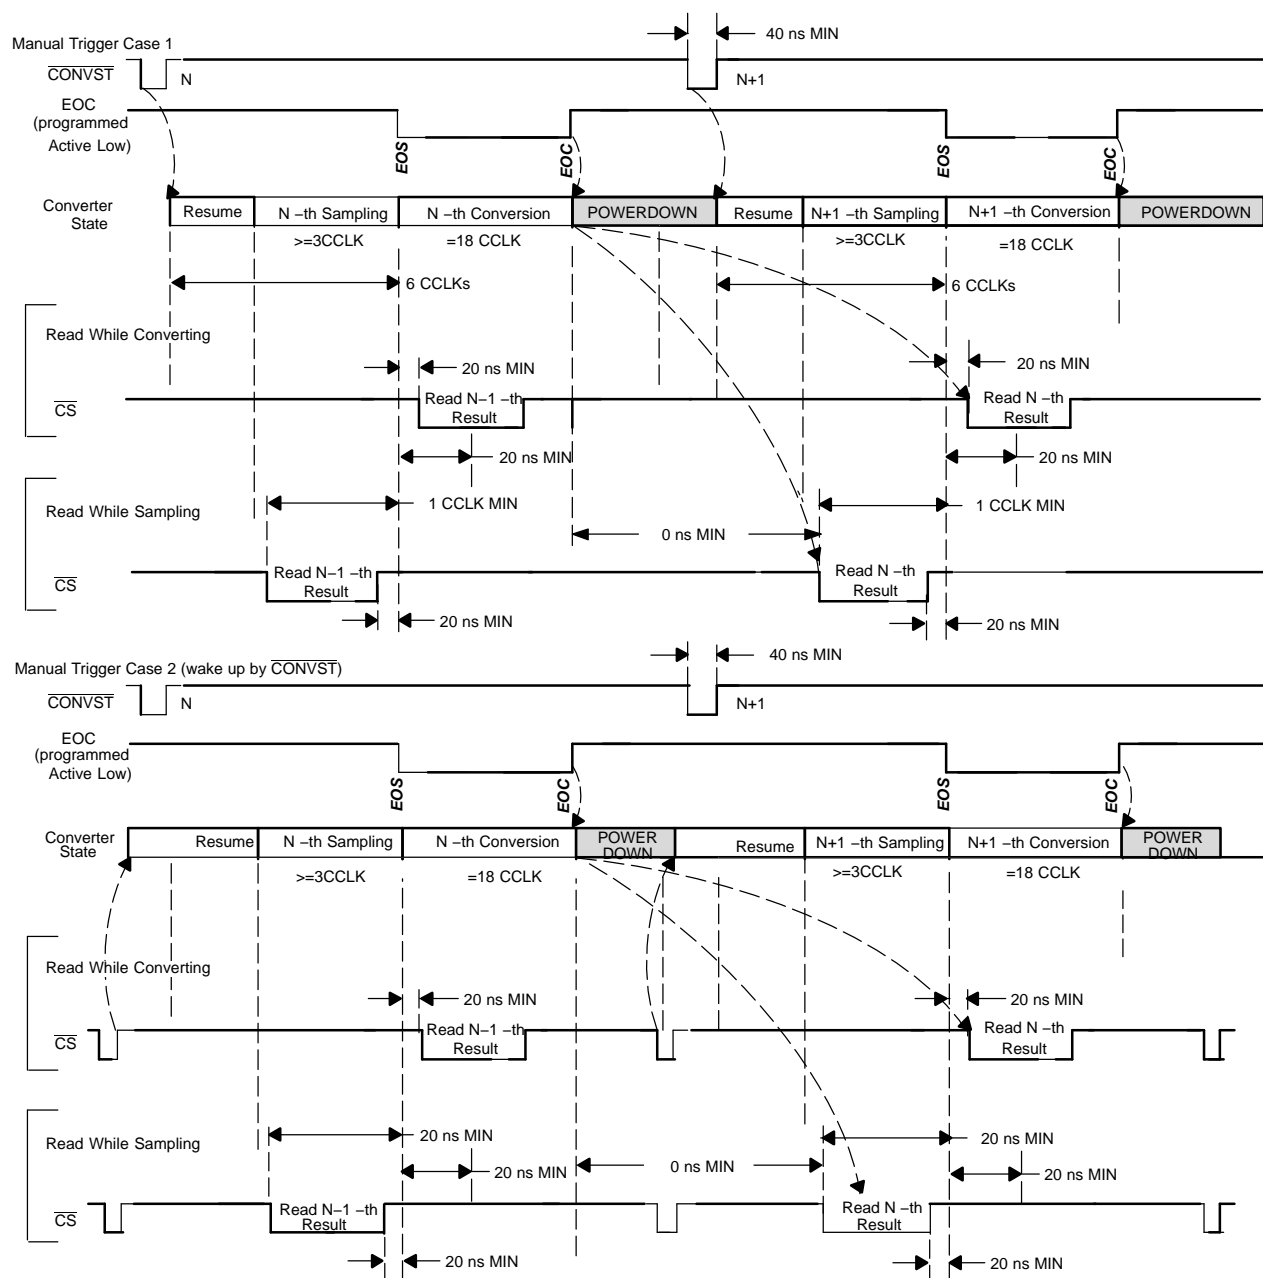 40 ns MIN
Manual Trigger Case 1
CONVST
N
N+1
EOC
(programmed
Active Low)
EOS
EOC
EOS
EOC
Converter
State
Resume
N −th Sampling
N −th Conversion
POWERDOWN
Resume
N+1 −th Sampling
N+1 −th Conversion
POWERDOWN
>=3CCLK
=18 CCLK
>=3CCLK
=18 CCLK
6 CCLKs
6 CCLKs
Read While Converting
20 ns MIN
20 ns MIN
CS
Read N−1 −th
Result
Read N −th
Result
20 ns MIN
20 ns MIN
Read While Sampling
1 CCLK MIN
1 CCLK MIN
0 ns MIN
CS
Read N−1 −th
Result
Read N −th
Result
20 ns MIN
20 ns MIN
40 ns MIN
Manual Trigger Case 2 (wake up by CONVST)
CONVST
N
N+1
EOC
(programmed
Active Low)
EOS
EOC
EOS
EOC
Converter
State
Resume
N −th Sampling
N −th Conversion
POWER
DOWN
Resume
N+1 −th Sampling
N+1 −th Conversion
POWER
DOWN
>=3CCLK
=18 CCLK
>=3CCLK
=18 CCLK
Read While Converting
20 ns MIN
20 ns MIN
CS
Read N−1 −th
Result
Read N −th
Result
Read While Sampling
20 ns MIN
20 ns MIN
20 ns MIN
0 ns MIN
20 ns MIN
CS
Read N−1 −th
Result
Read N −th
Result
20 ns MIN
20 ns MIN